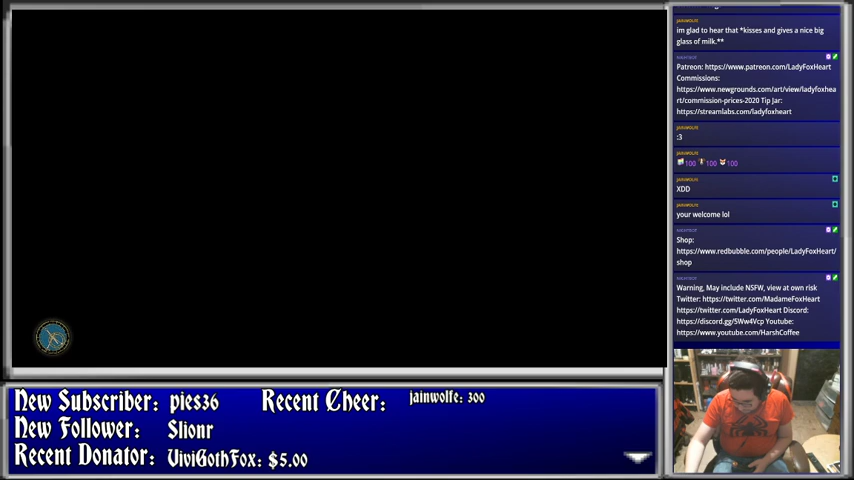 jainwolfe
im glad to hear that *kisses and gives a nice big
glass of milk.**
Patreon: https://www.patreon.com/LadyFoxHeart
Commissions:
https://www.newgrounds.com/art/view/ladyfoxhea
rt/commission-prices-2020 Tip Jar:
https://streamlabs.com/ladyfoxheart
jainwolfe
:3
jainwolfe
100 100 100
jainwolfe
XDD
jainwolfe
your welcome lol
Shop:
https://www.redbubble.com/people/LadyFoxHeart/
shop
Warning, May include NSFW, view at own risk
Twitter: https://twitter.com/MadameFoxHeart
https://twitter.com/LadyFoxHeart Discord:
https://discord.gg/5Ww4Vcp Youtube:
https://www.youtube.com/HarshCoffee
New Subscriber: pies36
Recent Cheer: jainwolfe: 300
New Follower: Slionr
Recent Donator: ViviGothFox: $5.00